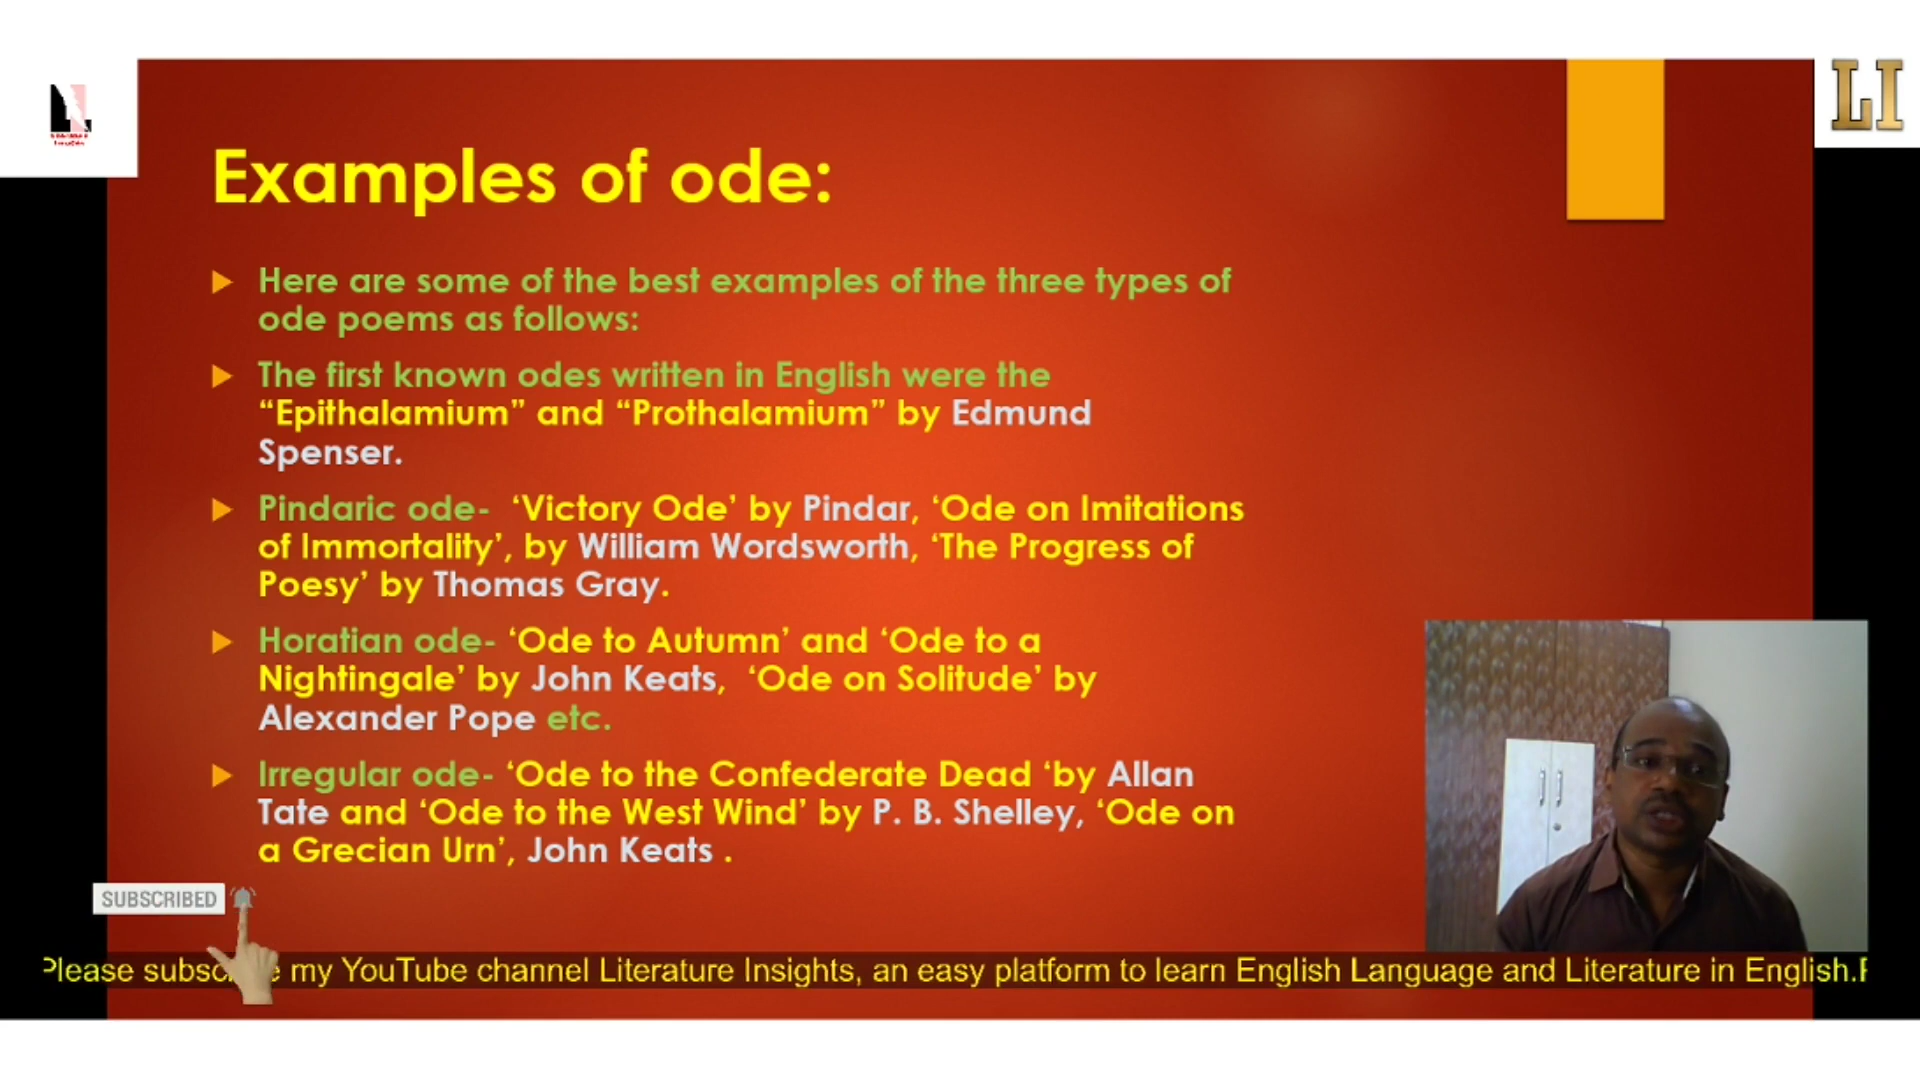 LI
Examples of ode:
Here are some of the best examples of the three types of
ode poems as follows:
The first known odes written in English were the
“Epithalamium” and “Prothalamium” by Edmund
Spenser.
Pindaric ode-  ‘Victory Ode’ by Pindar, ‘Ode on Imitations
of Immortality’, by William Wordsworth, ‘The Progress of
Poesy’ by Thomas Gray.
Horatian ode- ‘Ode to Autumn’ and ‘Ode to a
Nightingale’ by John Keats,  ‘Ode on Solitude’ by
Alexander Pope etc.
Irregular ode- ‘Ode to the Confederate Dead ‘by Allan
Tate and ‘Ode to the West Wind’ by P. B. Shelley, ‘Ode on
a Grecian Urn’, John Keats .
SUBSCRIBED
Please my YouTube channel Literature Insights, an easy platform to learn English Language and Literature in English.